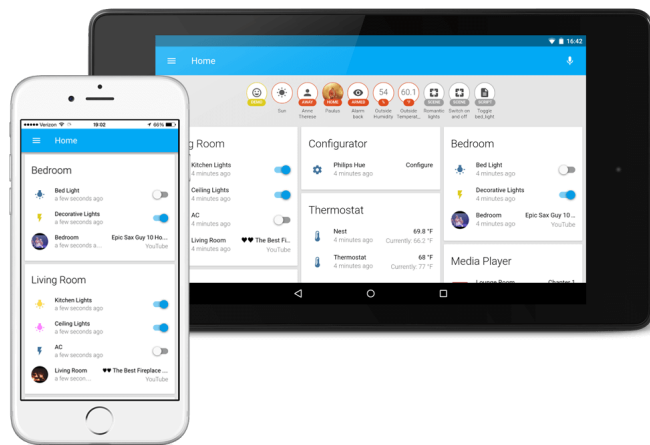 Verizon 19:02 66%
Home
Bedroom
Bed Light
a few seconds ago
Decorative Lights
a few seconds ago
Bedroom Epic Sax Guy 10 Ho...
a few seconds a... YouTube
Living Room
Kitchen Lights
a few seconds ago
Ceiling Lights
a few seconds ago
AC
a few seconds ago
Living Room ♥♥ The Best Fireplace ...
a few secon... YouTube
16:42
Home
HOME AWAY HOME ARMED 54 % 60.1 °F SCENE SCENE SCRIPT
Sun
Anne Therese
Paulus
Alarm back
Outside Humidity
Outside Temperat..
Romantic lights
Switch on and off
Toggle bed_light
g Room
Kitchen Lights
4 minutes ago
Ceiling Lights
4 minutes ago
AC
4 minutes ago
Living Room ♥♥ The Best Fi..
4 minutes ago YouTube
Configurator
Philips Hue Configure
4 minutes ago
Thermostat
Nest 69.8 °F
4 minutes ago Currently: 66.2 °F
Thermostat 68 °F
4 minutes ago Currently: 77 °F
Bedroom
Bed Light
4 minutes ago
Decorative Lights
4 minutes ago
Bedroom Epic Sax Guy 10 ...
4 minutes ago YouTube
Media Player
Lounge Room Chapter 1